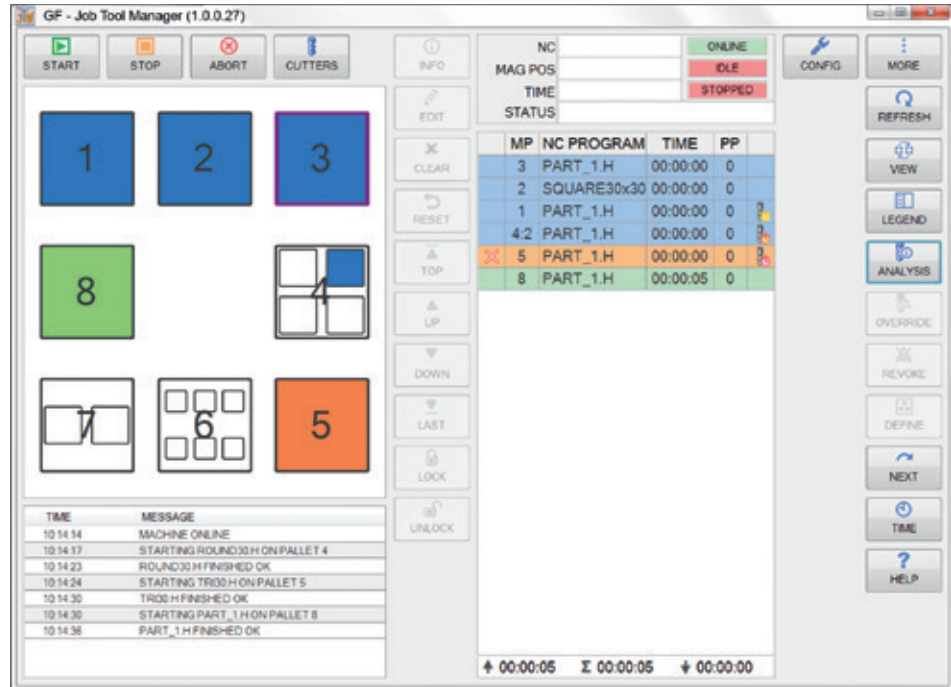 GF - Job Tool Manager (1.0.0.27)
START
STOP
ABORT
CUTTERS
INFO
EDIT
CLEAR
RESET
TOP
UP
DOWN
LAST
LOCK
UNLOCK
NC ONLINE
MAG POS IDLE
TIME STOPPED
STATUS
CONFIG
MORE
REFRESH
VIEW
LEGEND
ANALYSIS
OVERRIDE
REVOKE
DEFINE
NEXT
TIME
HELP
1 2 3
8 4
7 6 5
MP NC PROGRAM TIME PP
3 PART_1.H 00:00:00 0
2 SQUARE30x30 00:00:00 0
1 PART_1.H 00:00:00 0
4:2 PART_1.H 00:00:00 0
5 PART_1.H 00:00:00 0
8 PART_1.H 00:00:05 0
00:00:05 Σ 00:00:05 00:00:00
TIME MESSAGE
10:14:14 MACHINE ONLINE
10:14:17 STARTING ROUND30.H ON PALLET 4
10:14:23 ROUND30.H FINISHED OK
10:14:24 STARTING TRI30.H ON PALLET 5
10:14:30 TRI30.H FINISHED OK
10:14:30 STARTING PART_1.H ON PALLET 8
10:14:36 PART_1.H FINISHED OK